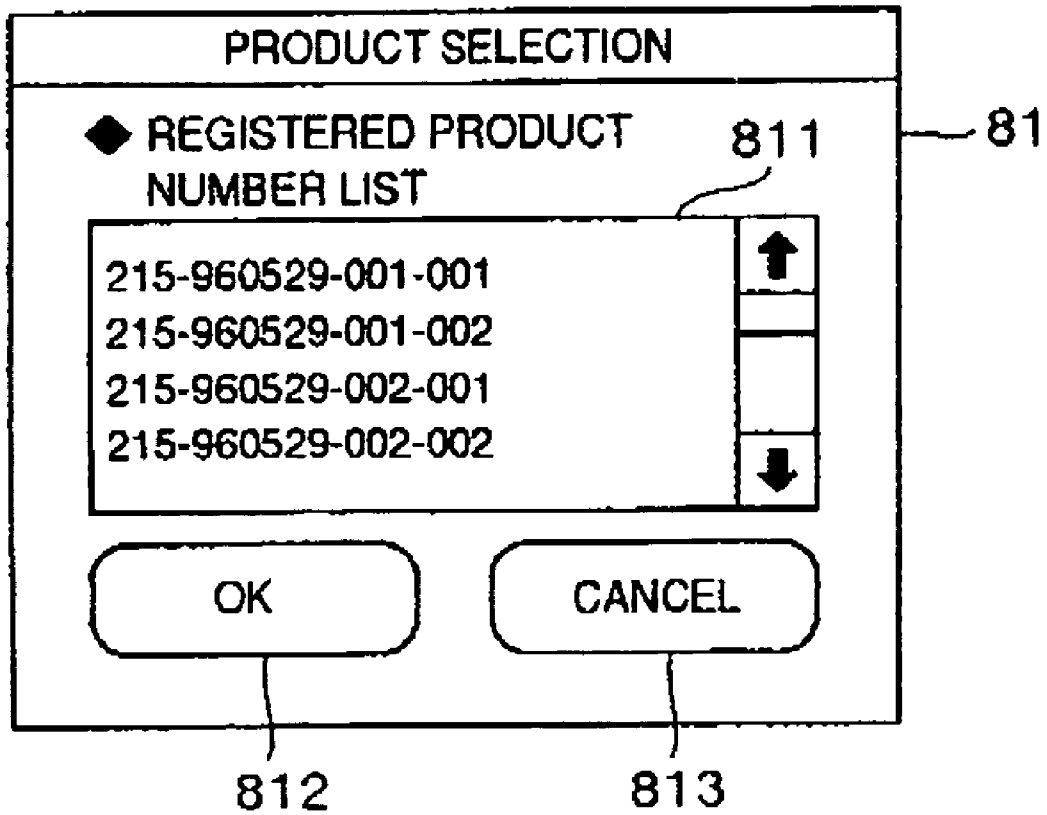 PRODUCT SELECTION
◆ REGISTERED PRODUCT
NUMBER LIST
811
81
215-960529-001-001
215-960529-001-002
215-960529-002-001
215-960529-002-002
OK
CANCEL
812
813